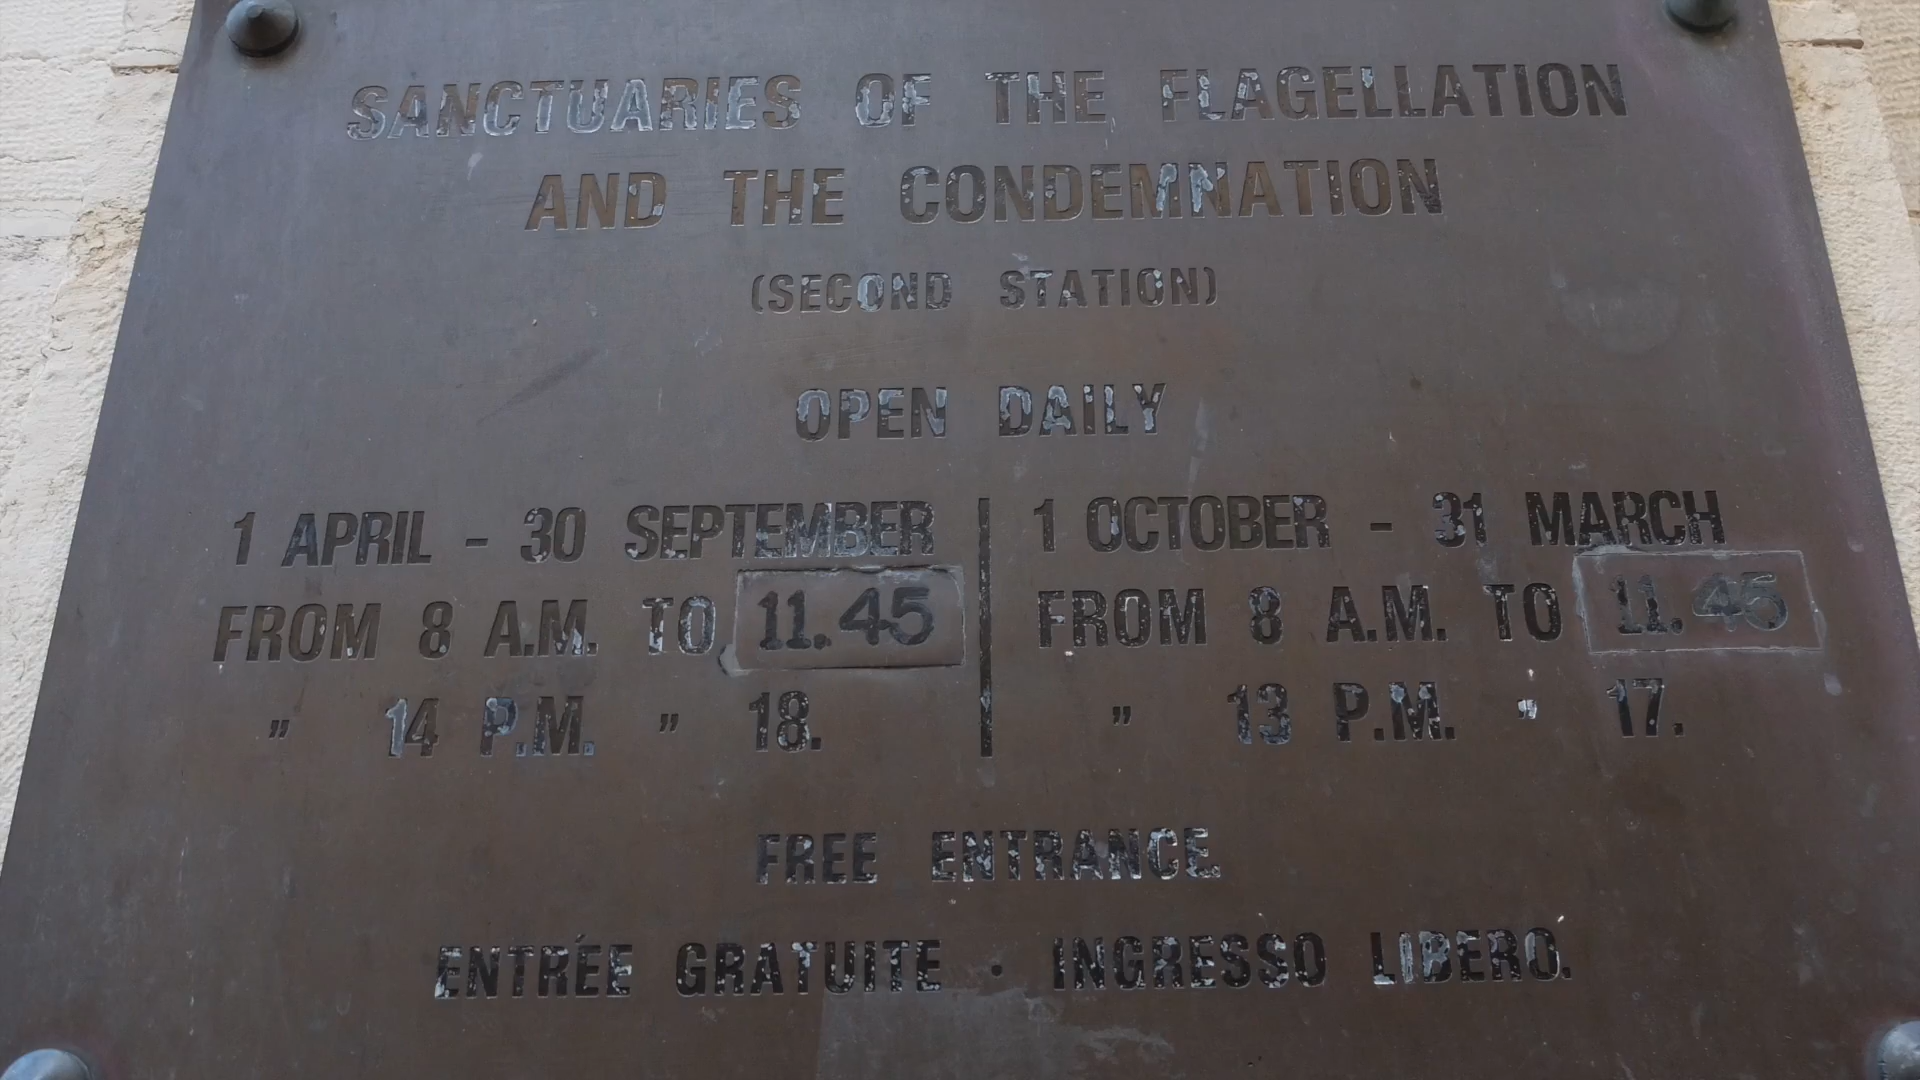 SANCTUARIES OF THE FLAGELLATION
AND THE CONDEMNATION
(SECOND STATION)
OPEN DAILY
1 APRIL - 30 SEPTEMBER
FROM 8 A.M. TO 11.45
" 14 P.M. " 18.
1 OCTOBER - 31 MARCH
FROM 8 A.M. TO 11.45
" 13 P.M. " 17.
FREE ENTRANCE.
ENTRÉE GRATUITE · INGRESSO LIBERO.